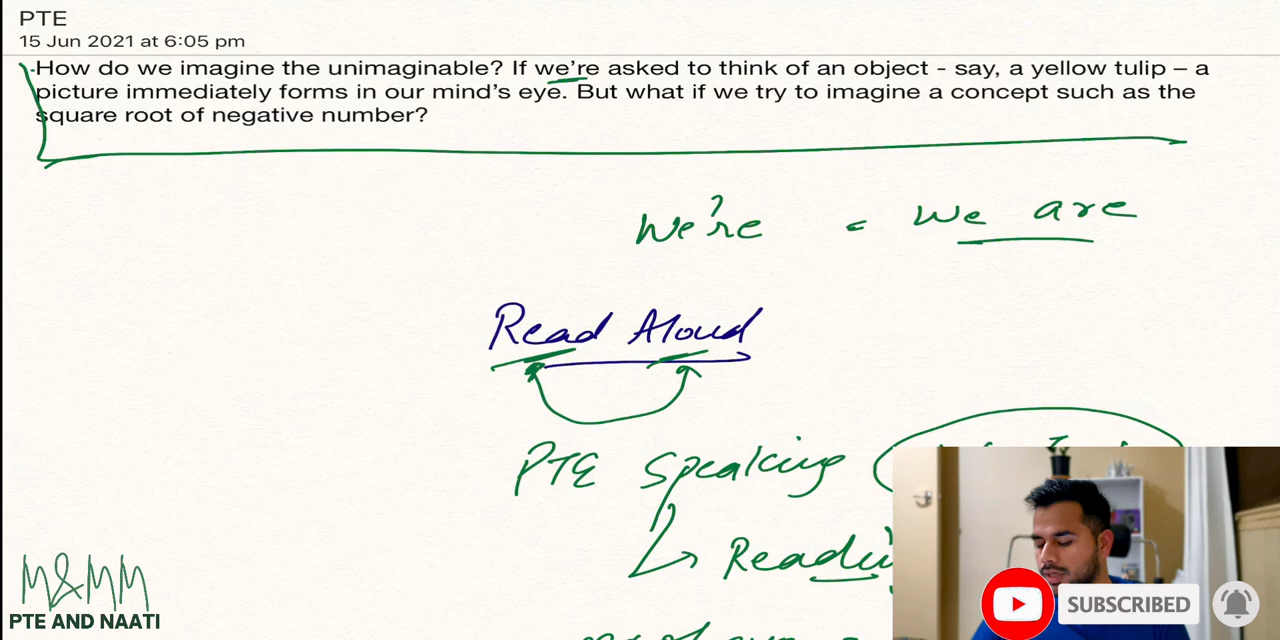 PTE
15 Jun 2021 at 6:05 pm
How do we imagine the unimaginable? If we're asked to think of an object - say, a yellow tulip – a
picture immediately forms in our mind's eye. But what if we try to imagine a concept such as the
square root of negative number?
We're = we are
Read Aloud
PTE Speaking
Readi
M&MM
PTE AND NAATI
SUBSCRIBED